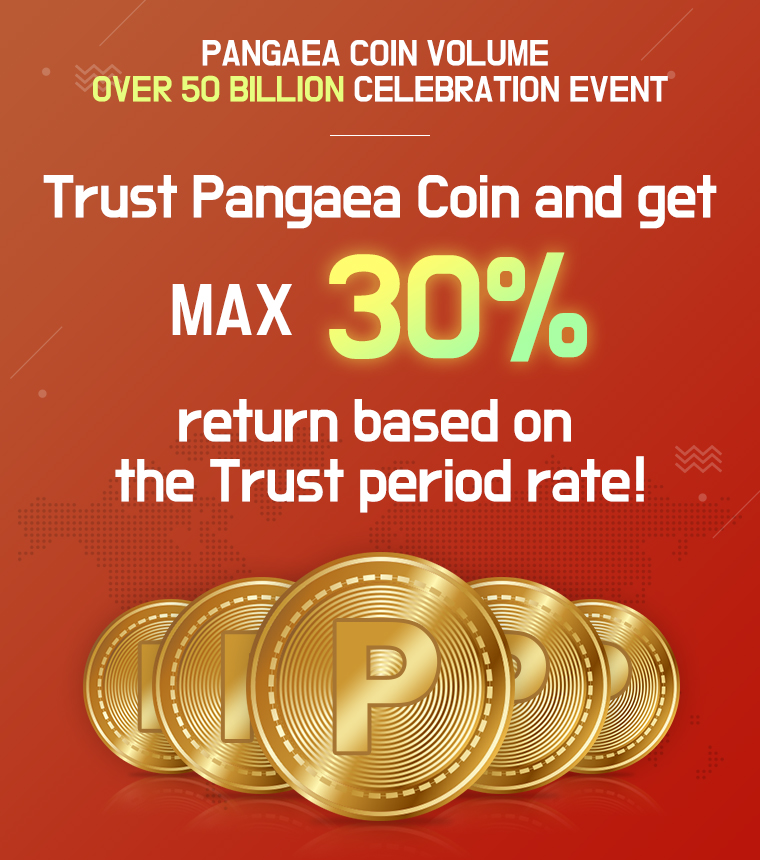 PANGAEA COIN VOLUME
OVER 50 BILLION CELEBRATION EVENT
Trust Pangaea Coin and get
MAX 30%
return based on
the Trust period rate!
P P P P P